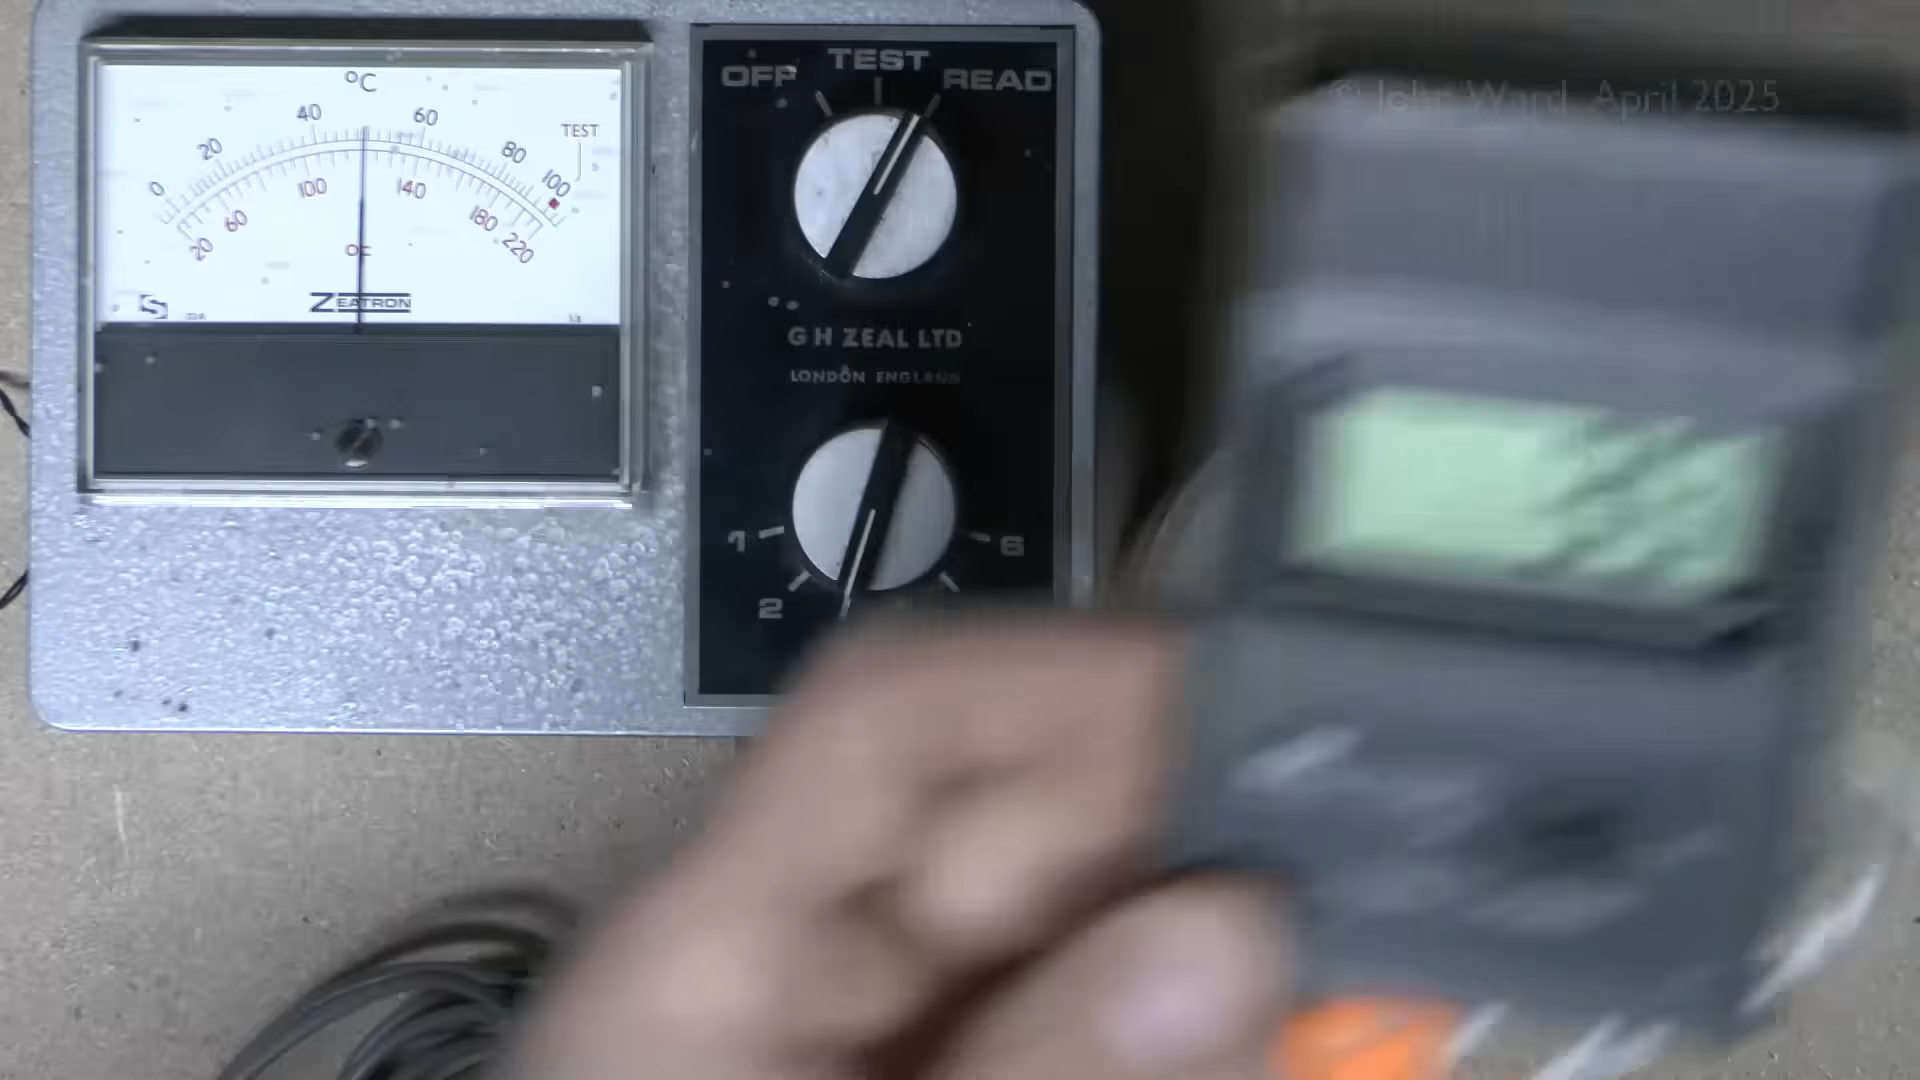 °C
0 20 40 60 80 100
TEST
20 60 100 140 180 220
ZEATRON
OFF TEST READ
G H ZEAL LTD
LONDON ENGLAND
1 6
2
© John Ward April 2025